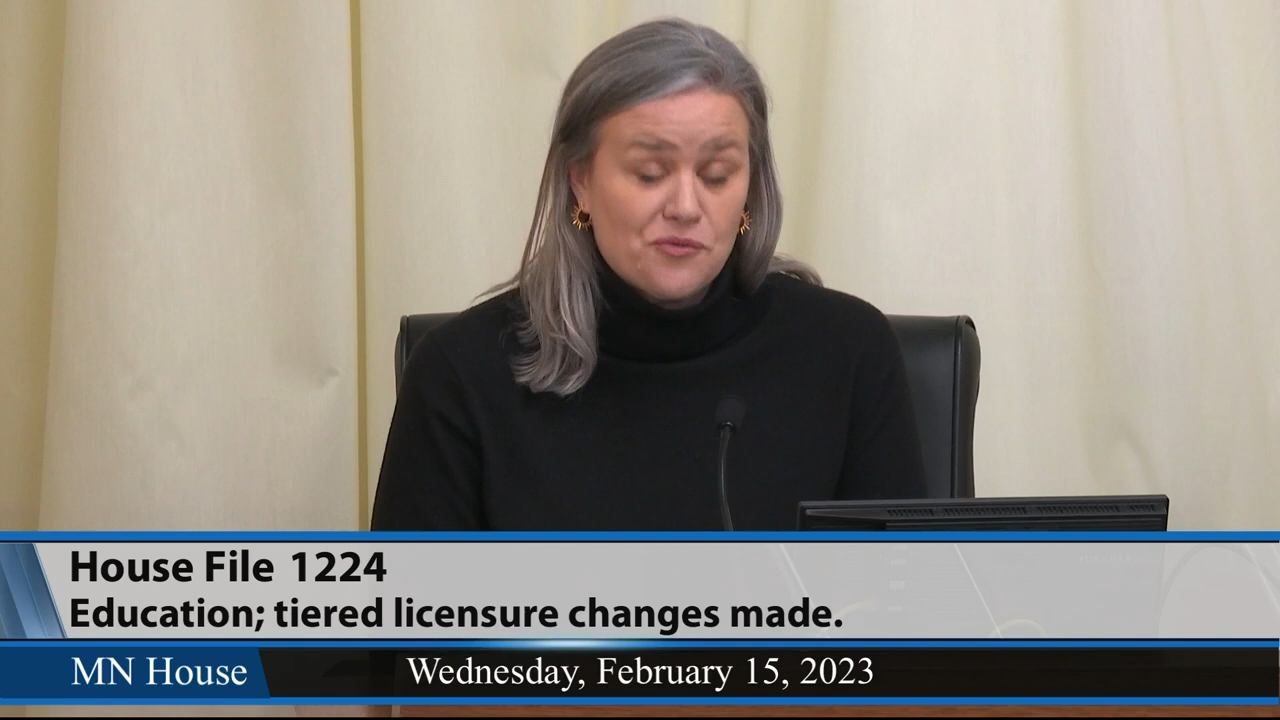 House File 1224
Education; tiered licensure changes made.
MN House
Wednesday, February 15, 2023